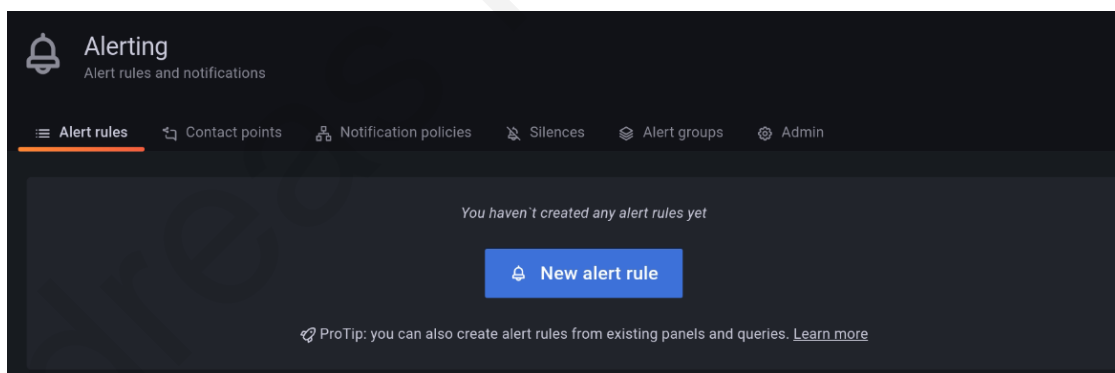 Alerting
Alert rules and notifications
Alert rules Contact points Notification policies Silences Alert groups Admin
You haven`t created any alert rules yet
New alert rule
ProTip: you can also create alert rules from existing panels and queries. Learn more